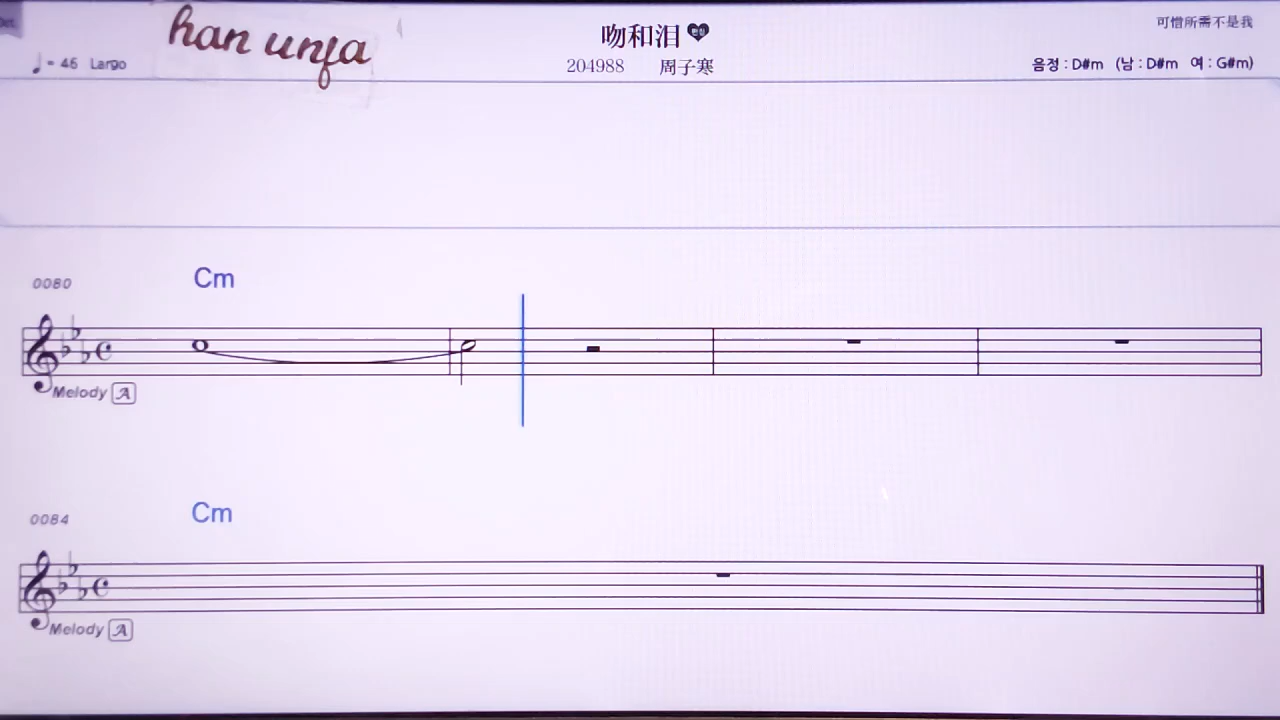 han unfa
吻和泪
可惜所需不是我
♩ = 46 Largo
204988 周子寒
음정 : D#m (남 : D#m 여 : G#m)
0080 Cm
Melody A
0084 Cm
Melody A